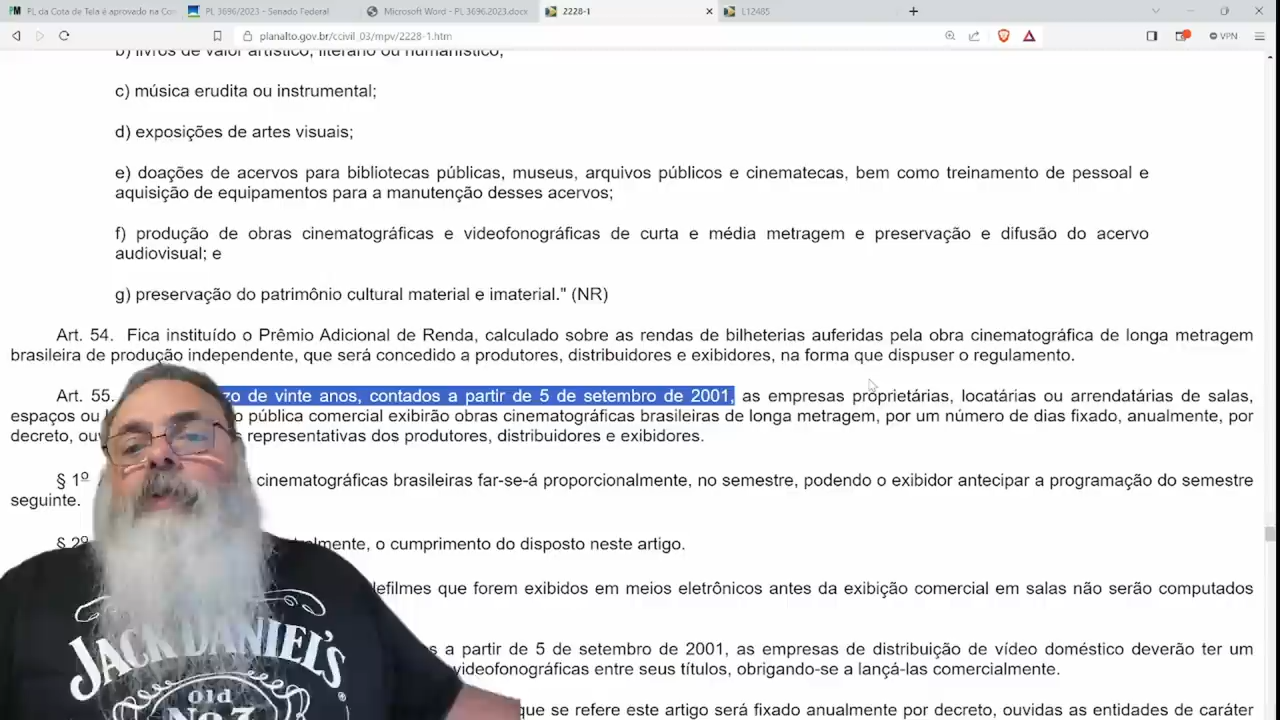 PL da Cota de Tela é aprovado na Com
PL 3696/2023 - Senado Federal
Microsoft Word - PL 3696.2023.docx
2228-1
L12485
planalto.gov.br/ccivil_03/mpv/2228-1.htm
VPN
b) livros de valor artístico, literário ou humanístico;
c) música erudita ou instrumental;
d) exposições de artes visuais;
e) doações de acervos para bibliotecas públicas, museus, arquivos públicos e cinematecas, bem como treinamento de pessoal e
aquisição de equipamentos para a manutenção desses acervos;
f) produção de obras cinematográficas e videofonográficas de curta e média metragem e preservação e difusão do acervo
audiovisual; e
g) preservação do patrimônio cultural material e imaterial." (NR)
Art. 54. Fica instituído o Prêmio Adicional de Renda, calculado sobre as rendas de bilheterias auferidas pela obra cinematográfica de longa metragem
brasileira de produção independente, que será concedido a produtores, distribuidores e exibidores, na forma que dispuser o regulamento.
Art. 55. zo de vinte anos, contados a partir de 5 de setembro de 2001, as empresas proprietárias, locatárias ou arrendatárias de salas,
espaços ou o pública comercial exibirão obras cinematográficas brasileiras de longa metragem, por um número de dias fixado, anualmente, por
decreto, ouv s representativas dos produtores, distribuidores e exibidores.
§ 1º cinematográficas brasileiras far-se-á proporcionalmente, no semestre, podendo o exibidor antecipar a programação do semestre
seguinte.
§ 2º almente, o cumprimento do disposto neste artigo.
lefilmes que forem exibidos em meios eletrônicos antes da exibição comercial em salas não serão computados
s a partir de 5 de setembro de 2001, as empresas de distribuição de vídeo doméstico deverão ter um
videofonográficas entre seus títulos, obrigando-se a lançá-las comercialmente.
que se refere este artigo será fixado anualmente por decreto, ouvidas as entidades de caráter
JACK DANIEL'S
Old
No. 7